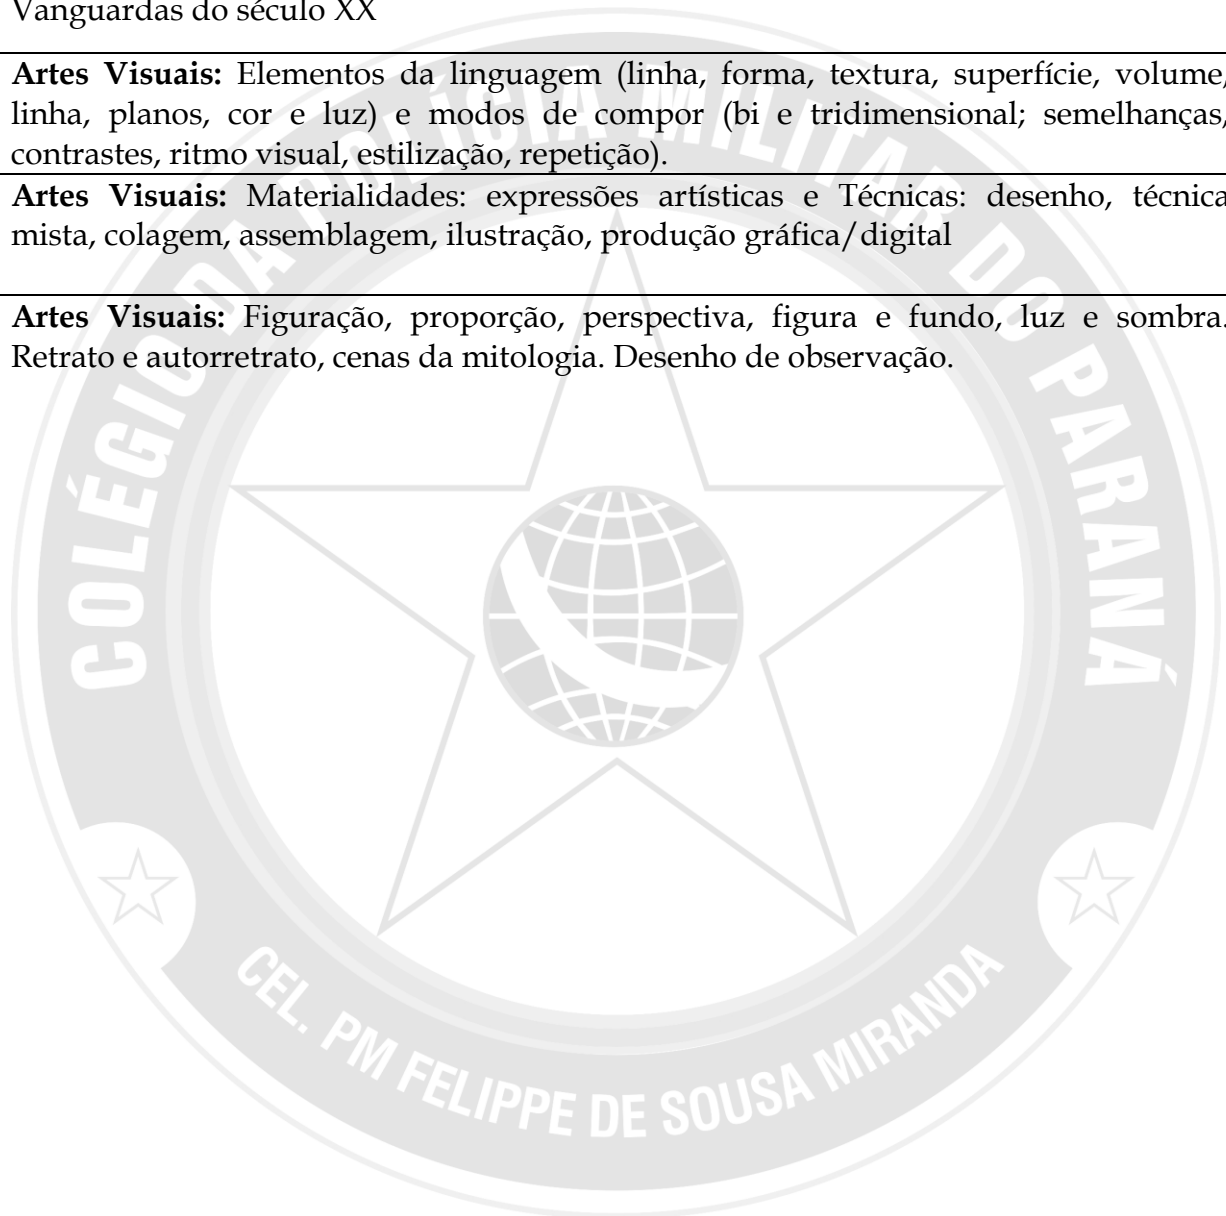 Vanguardas do século XX
Artes Visuais: Elementos da linguagem (linha, forma, textura, superfície, volume,
linha, planos, cor e luz) e modos de compor (bi e tridimensional; semelhanças,
contrastes, ritmo visual, estilização, repetição).
Artes Visuais: Materialidades: expressões artísticas e Técnicas: desenho, técnica
mista, colagem, assemblagem, ilustração, produção gráfica/digital
Artes Visuais: Figuração, proporção, perspectiva, figura e fundo, luz e sombra.
Retrato e autorretrato, cenas da mitologia. Desenho de observação.
COLÉGIO DA POLÍCIA MILITAR DO PARANÁ
CEL. PM FELIPPE DE SOUSA MIRANDA